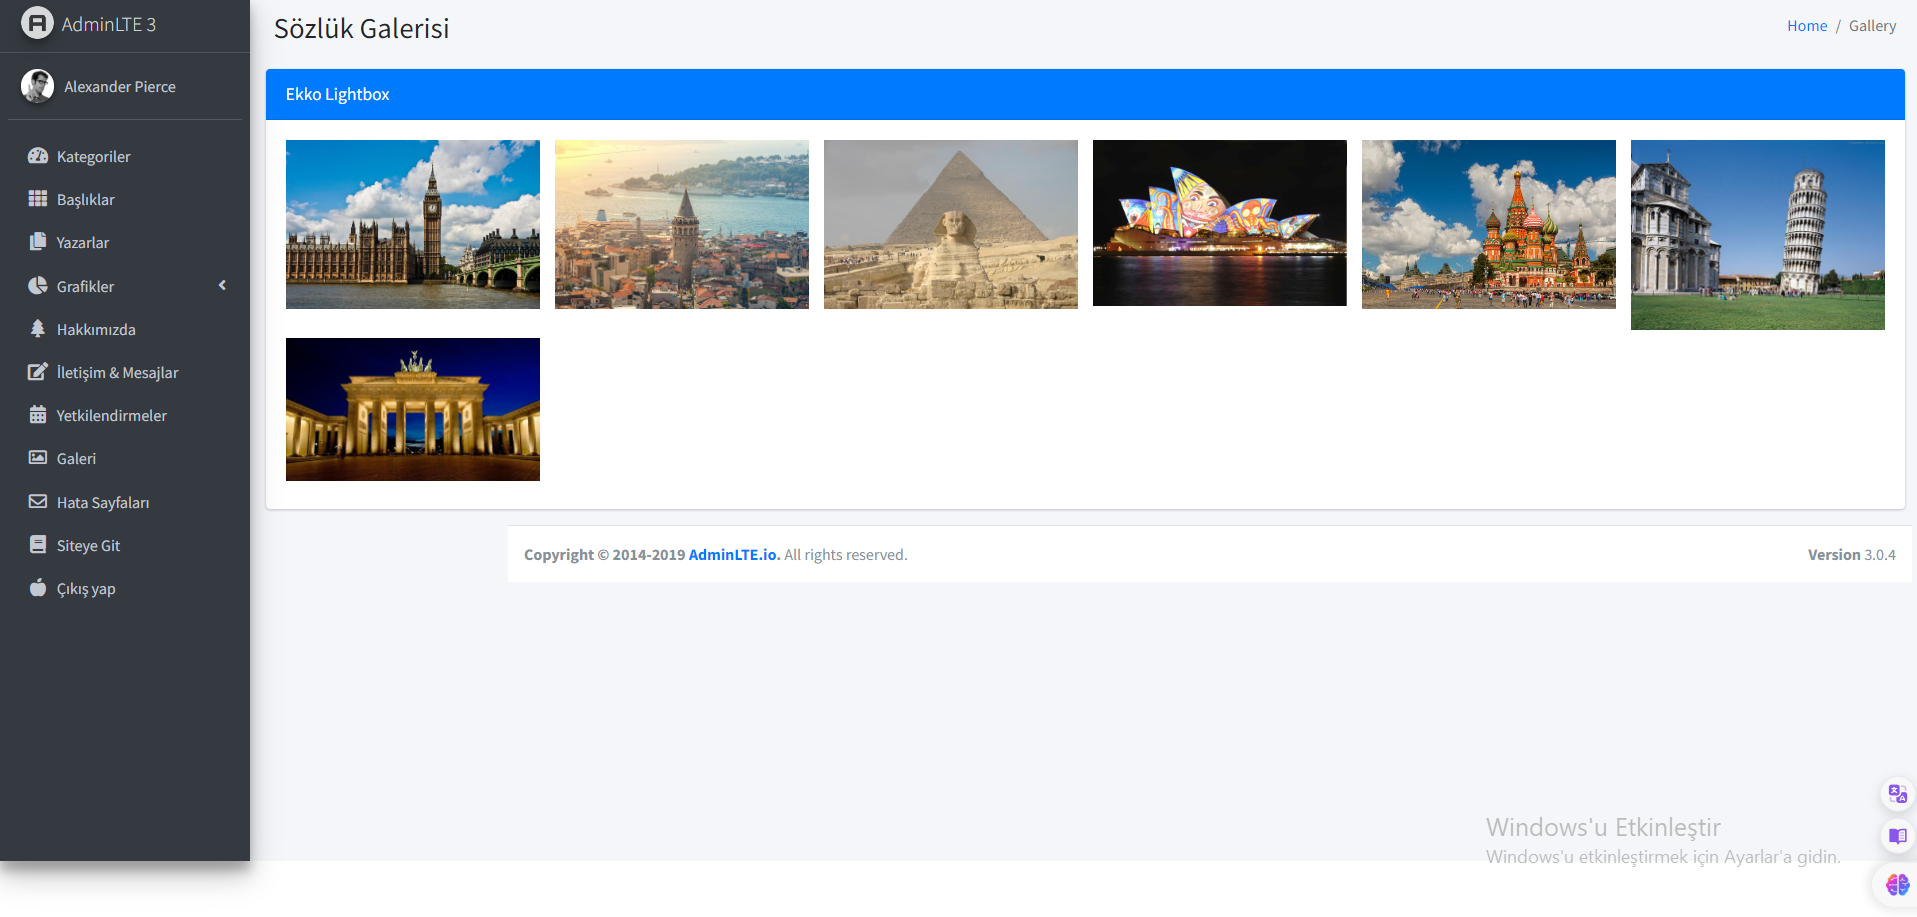 AdminLTE 3
Alexander Pierce
Kategoriler
Başlıklar
Yazarlar
Grafikler
Hakkımızda
İletişim & Mesajlar
Yetkilendirmeler
Galeri
Hata Sayfaları
Siteye Git
Çıkış yap
Sözlük Galerisi
Home / Gallery
Ekko Lightbox
Copyright © 2014-2019 AdminLTE.io. All rights reserved.
Version 3.0.4
Windows'u Etkinleştir
Windows'u etkinleştirmek için Ayarlar'a gidin.